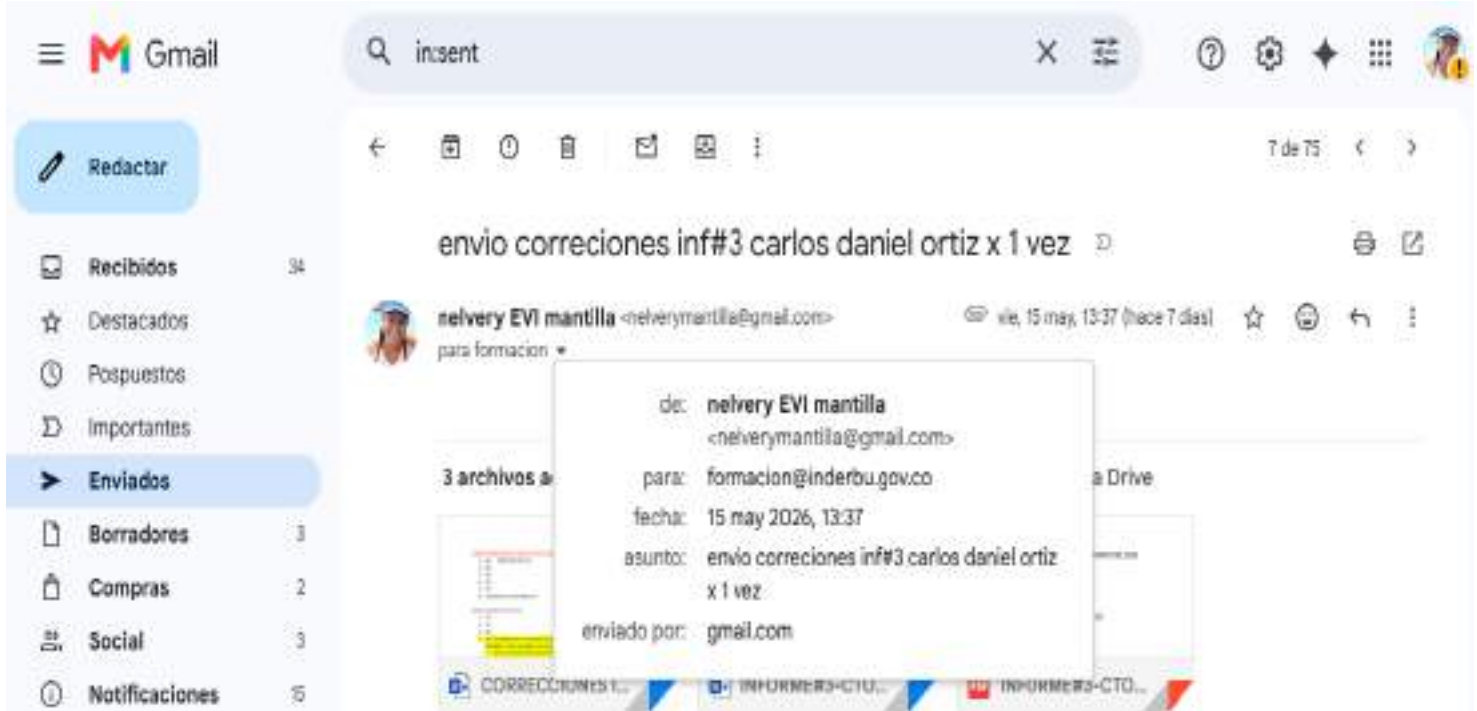 Gmail
in:sent
Redactar
7 de 75
Recibidos 34
Destacados
Pospuestos
Importantes
Enviados
Borradores 3
Compras 2
Social 3
Notificaciones 15
envio correciones inf#3 carlos daniel ortiz x 1 vez
nelvery EVI mantilla <nelverymantilla@gmail.com>
vie, 15 may, 13:37 (hace 7 días)
para formacion
de: nelvery EVI mantilla
<nelverymantilla@gmail.com>
para: formacion@inderbu.gov.co
fecha: 15 may 2026, 13:37
asunto: envio correciones inf#3 carlos daniel ortiz
x 1 vez
enviado por: gmail.com
3 archivos a
a Drive
CORRECCIONES I...
INFORME#3-CTO...
INFORME#3-CTO...